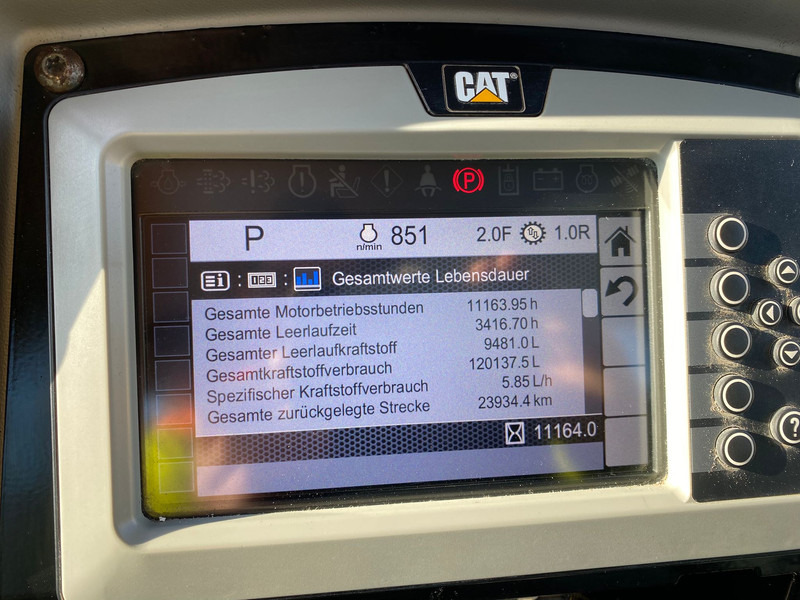 CAT®
P
P n/min 851 2.0F 1.0R
i : 123 : Gesamtwerte Lebensdauer
Gesamte Motorbetriebsstunden 11163.95 h
Gesamte Leerlaufzeit 3416.70 h
Gesamter Leerlaufkraftstoff 9481.0 L
Gesamtkraftstoffverbrauch 120137.5 L
Spezifischer Kraftstoffverbrauch 5.85 L/h
Gesamte zurückgelegte Strecke 23934.4 km
11164.0
?